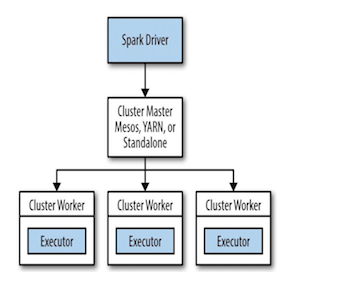 Spark Driver
Cluster Master
Mesos, YARN, or
Standalone
Cluster Worker
Cluster Worker
Cluster Worker
Executor
Executor
Executor